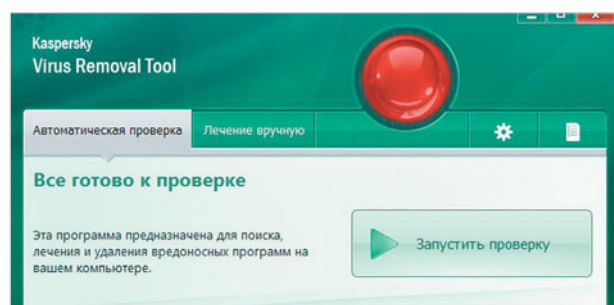 Kaspersky
Virus Removal Tool
Автоматическая проверка
Лечение вручную
Все готово к проверке
Эта программа предназначена для поиска,
лечения и удаления вредоносных программ на
вашем компьютере.
Запустить проверку